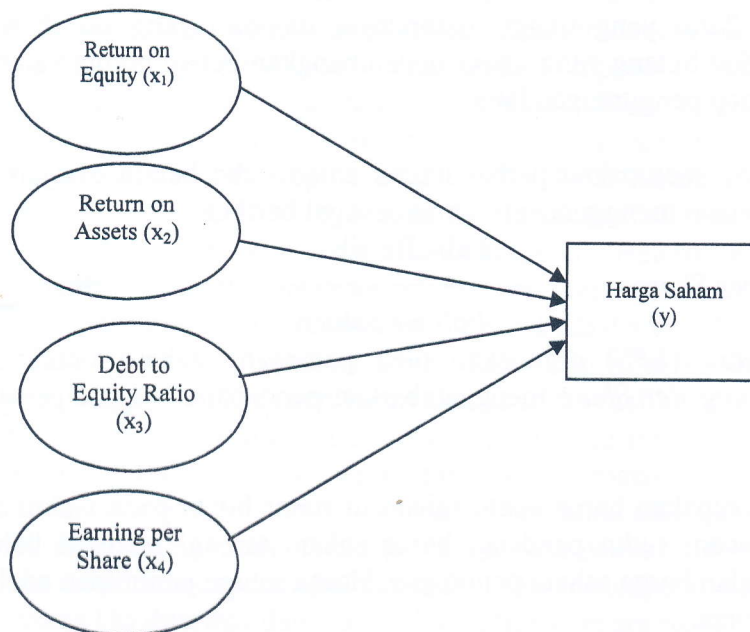 Return on
Equity (x₁)
Return on
Assets (x₂)
Debt to
Equity Ratio
(x₃)
Earning per
Share (x₄)
Harga Saham
(y)